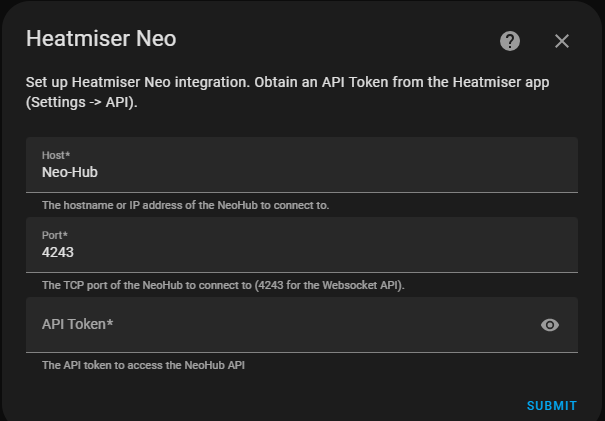 Heatmiser Neo
Set up Heatmiser Neo integration. Obtain an API Token from the Heatmiser app
(Settings -> API).
Host*
Neo-Hub
The hostname or IP address of the NeoHub to connect to.
Port*
4243
The TCP port of the NeoHub to connect to (4243 for the Websocket API).
API Token*
The API token to access the NeoHub API
SUBMIT